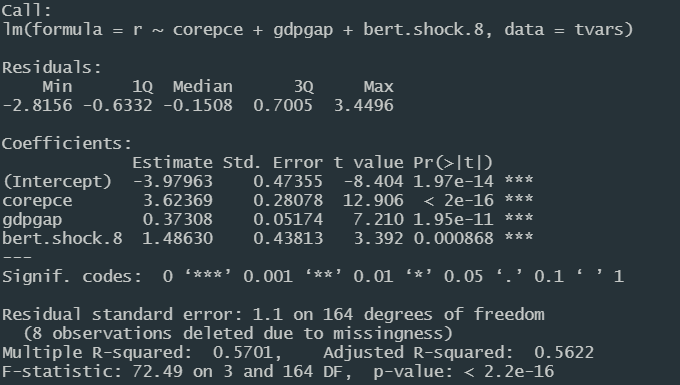 Call:
lm(formula = r ~ corepce + gdpgap + bert.shock.8, data = tvars)
Residuals:
    Min      1Q  Median      3Q     Max
-2.8156 -0.6332 -0.1508  0.7005  3.4496
Coefficients:
             Estimate Std. Error t value Pr(>|t|)
(Intercept)  -3.97963    0.47355  -8.404 1.97e-14 ***
corepce       3.62369    0.28078  12.906  < 2e-16 ***
gdpgap        0.37308    0.05174   7.210 1.95e-11 ***
bert.shock.8  1.48630    0.43813   3.392 0.000868 ***
---
Signif. codes:  0 ‘***’ 0.001 ‘**’ 0.01 ‘*’ 0.05 ‘.’ 0.1 ‘ ’ 1
Residual standard error: 1.1 on 164 degrees of freedom
  (8 observations deleted due to missingness)
Multiple R-squared:  0.5701,    Adjusted R-squared:  0.5622
F-statistic: 72.49 on 3 and 164 DF,  p-value: < 2.2e-16